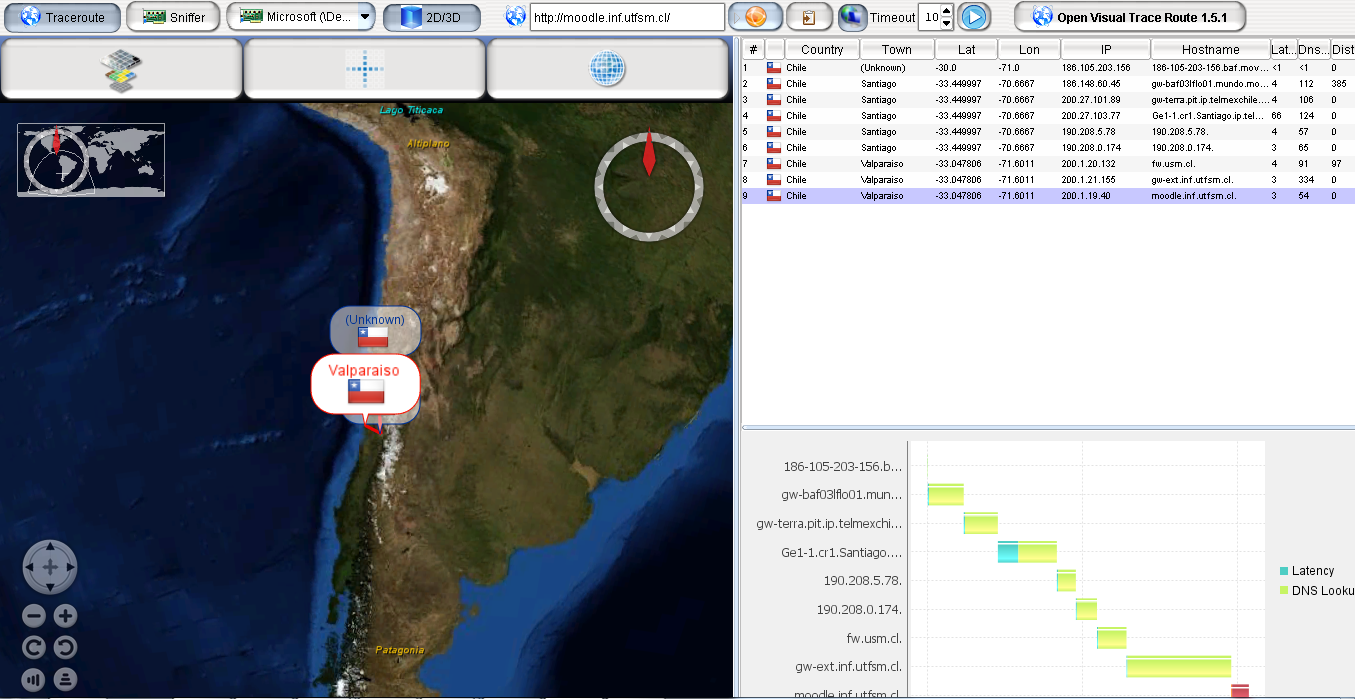 Traceroute Sniffer Microsoft (\De... 2D/3D http://moodle.inf.utfsm.cl/ Timeout 10 Open Visual Trace Route 1.5.1
Lago Titicaca
Altiplano
(Unknown)
Valparaiso
Patagonia
# Country Town Lat Lon IP Hostname Lat... Dns... Dist
1 Chile (Unknown) -30.0 -71.0 186.105.203.156 186-105-203-156.baf.mov... <1 <1 0
2 Chile Santiago -33.449997 -70.6667 186.148.60.45 gw-baf03lflo01.mundo.mo... 4 112 385
3 Chile Santiago -33.449997 -70.6667 200.27.101.89 gw-terra.pit.ip.telmexchile.... 4 106 0
4 Chile Santiago -33.449997 -70.6667 200.27.103.77 Ge1-1.cr1.Santiago.ip.tel... 66 124 0
5 Chile Santiago -33.449997 -70.6667 190.208.5.78 190.208.5.78. 4 57 0
6 Chile Santiago -33.449997 -70.6667 190.208.0.174 190.208.0.174. 3 65 0
7 Chile Valparaiso -33.047806 -71.6011 200.1.20.132 fw.usm.cl. 4 91 97
8 Chile Valparaiso -33.047806 -71.6011 200.1.21.155 gw-ext.inf.utfsm.cl. 3 334 0
9 Chile Valparaiso -33.047806 -71.6011 200.1.19.40 moodle.inf.utfsm.cl. 3 54 0
186-105-203-156.b...
gw-baf03lflo01.mun...
gw-terra.pit.ip.telmexchi...
Ge1-1.cr1.Santiago....
190.208.5.78.
190.208.0.174.
fw.usm.cl.
gw-ext.inf.utfsm.cl.
moodle.inf.utfsm.cl.
Latency
DNS Looku